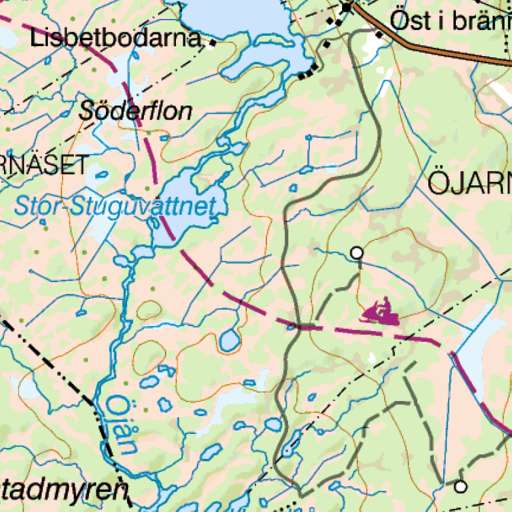 Öst i bränn
Lisbetbodarna
Söderflon
RNÄSET
ÖJARN
Stor-Stuguvattnet
Öjån
tadmyren